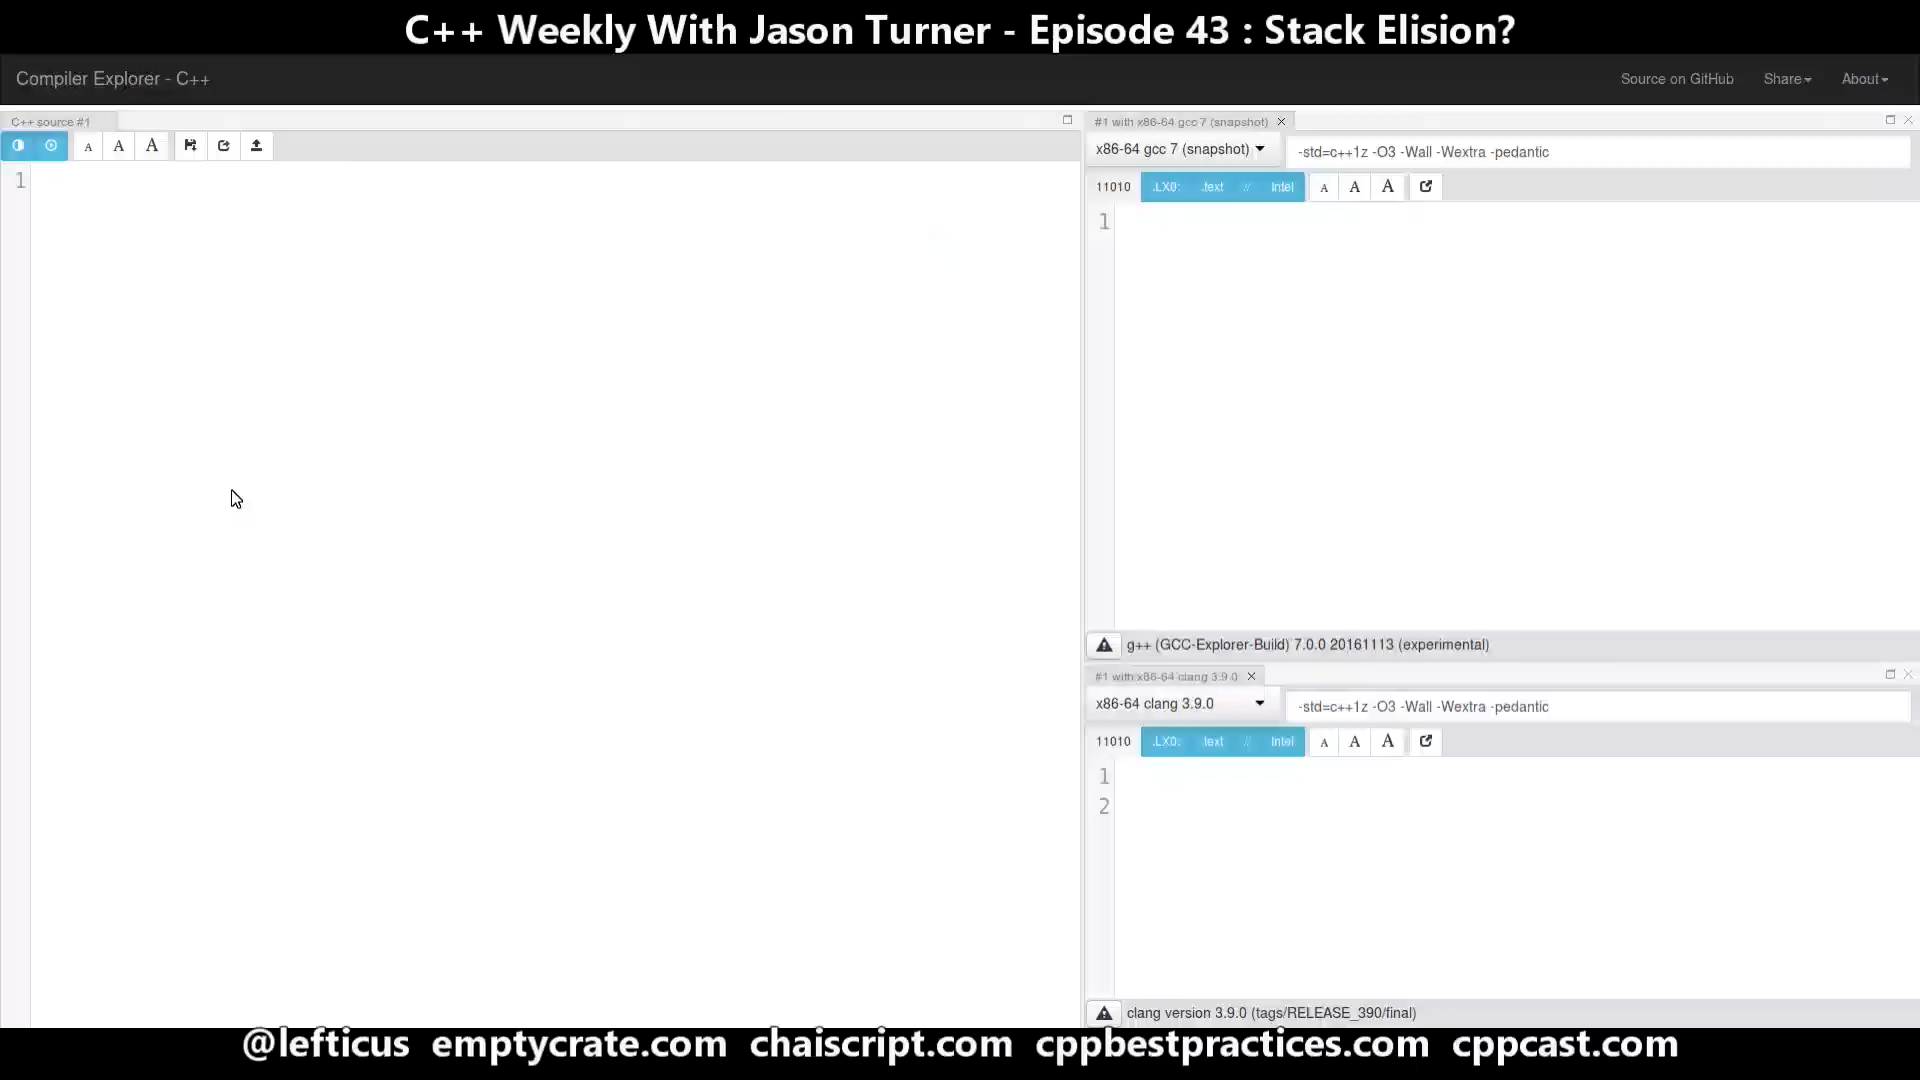 C++ Weekly With Jason Turner - Episode 43 : Stack Elision?
Compiler Explorer - C++
Source on GitHub
Share
About
C++ source #1
A A A
1
#1 with x86-64 gcc 7 (snapshot)
x86-64 gcc 7 (snapshot)
-std=c++1z -O3 -Wall -Wextra -pedantic
11010 .LX0: .text // Intel A A A
1
g++ (GCC-Explorer-Build) 7.0.0 20161113 (experimental)
#1 with x86-64 clang 3.9.0
x86-64 clang 3.9.0
-std=c++1z -O3 -Wall -Wextra -pedantic
11010 .LX0: .text // Intel A A A
1
2
clang version 3.9.0 (tags/RELEASE_390/final)
@lefticus emptycrate.com chaiscript.com cppbestpractices.com cppcast.com